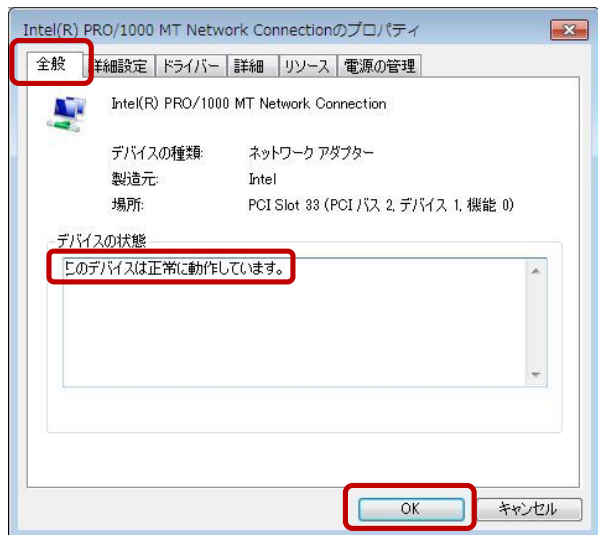 Intel(R) PRO/1000 MT Network Connectionのプロパティ
全般 詳細設定 ドライバー 詳細 リソース 電源の管理
Intel(R) PRO/1000 MT Network Connection
デバイスの種類: ネットワーク アダプター
製造元: Intel
場所: PCI Slot 33 (PCI バス 2, デバイス 1, 機能 0)
デバイスの状態
このデバイスは正常に動作しています。
OK キャンセル